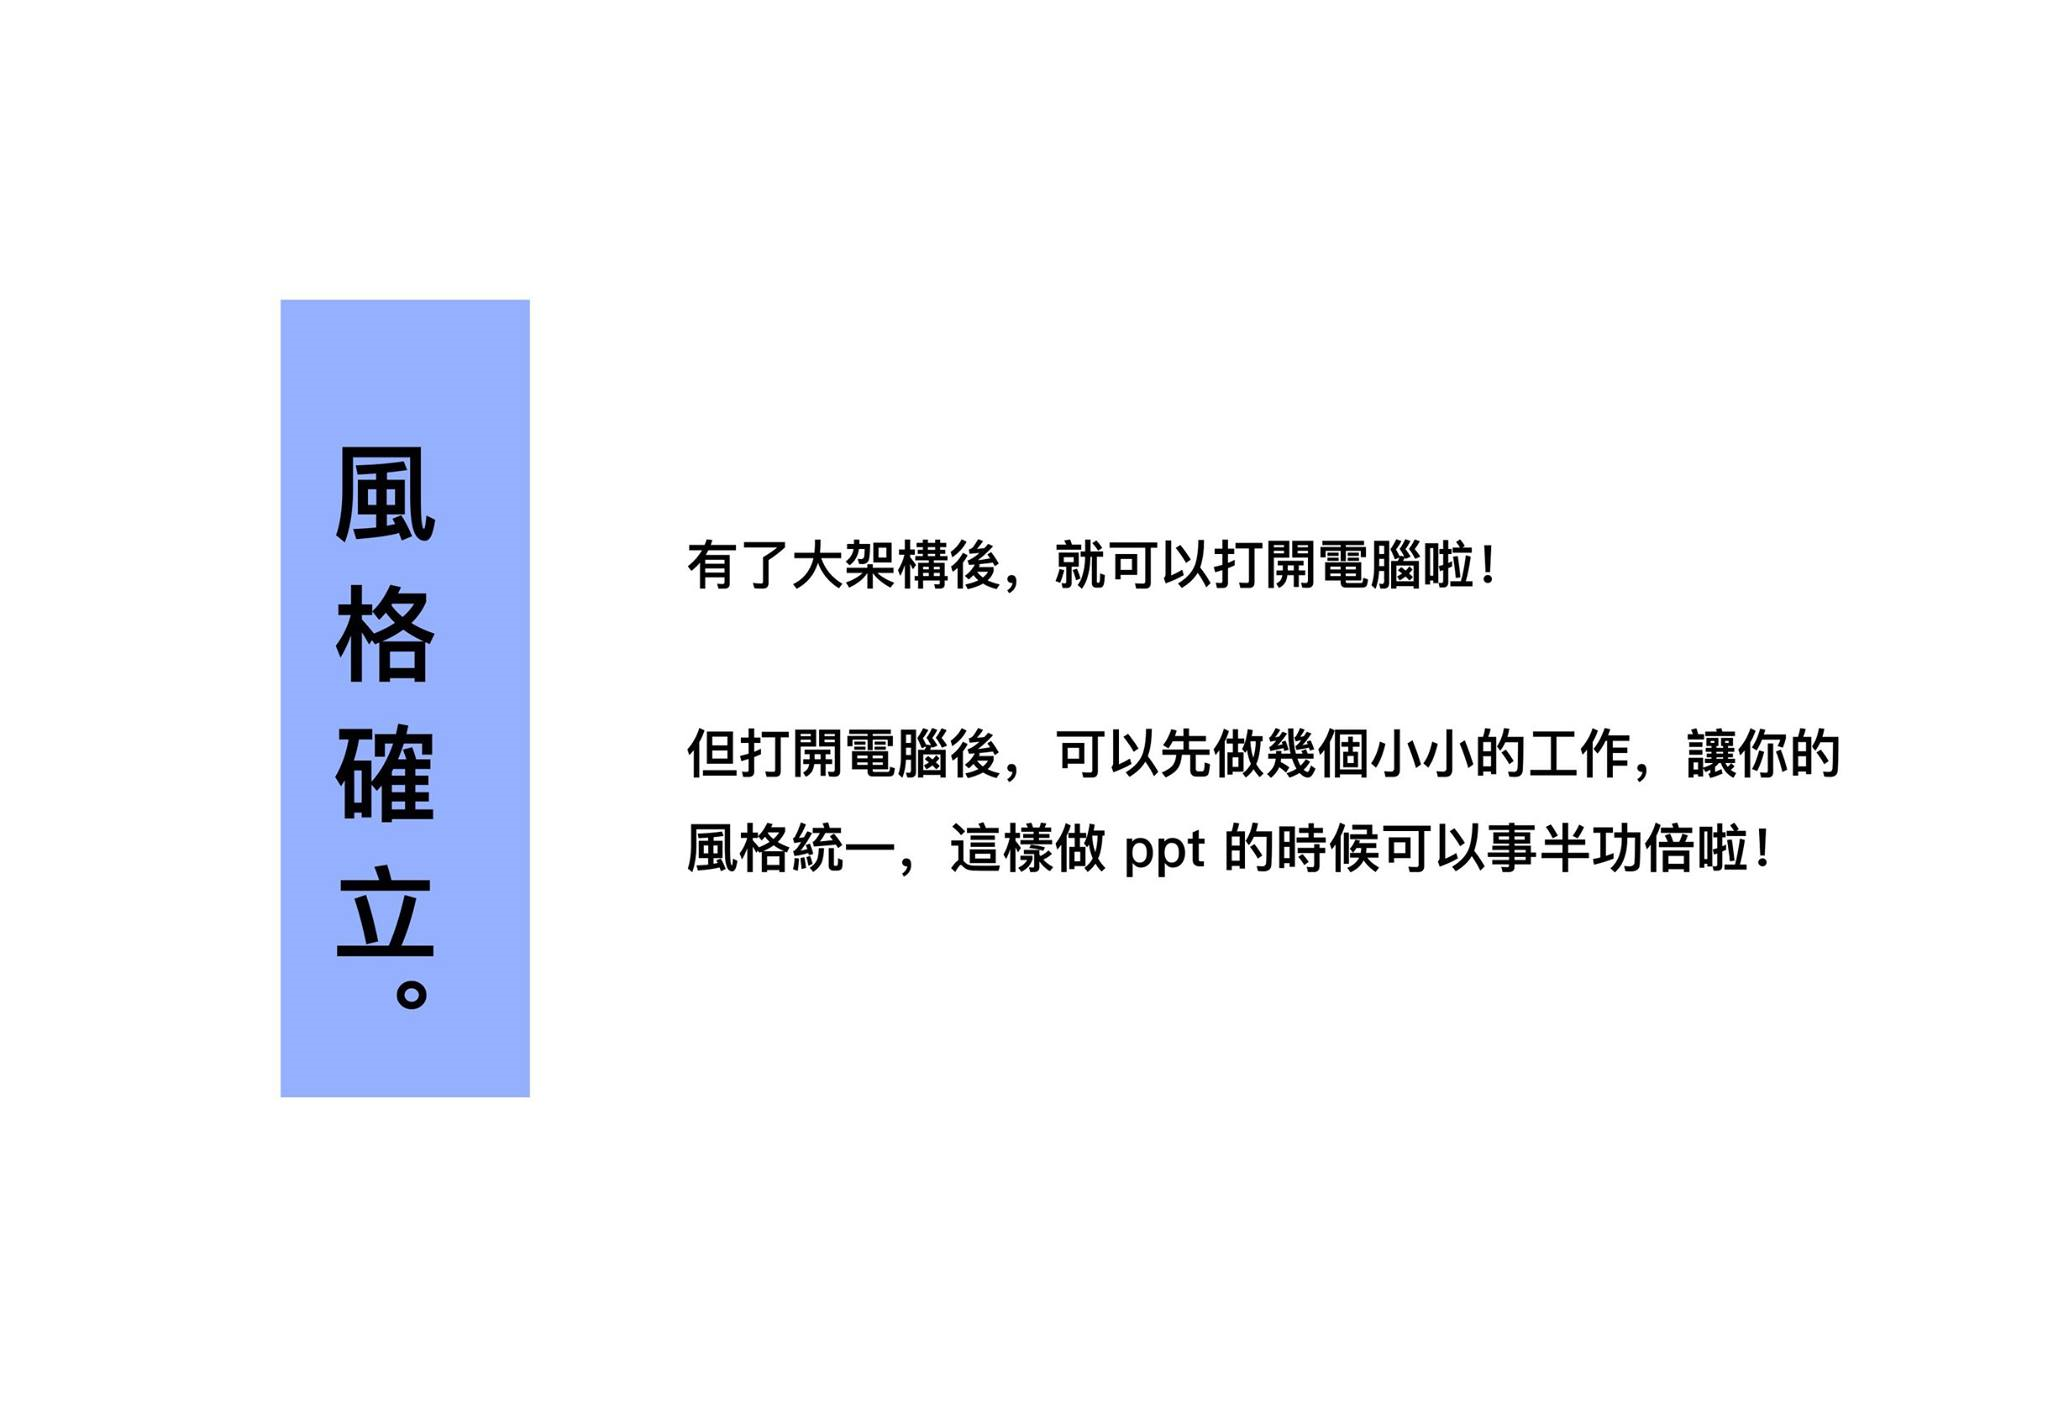 風格確立。
有了大架構後，就可以打開電腦啦！
但打開電腦後，可以先做幾個小小的工作，讓你的
風格統一，這樣做 ppt 的時候可以事半功倍啦！